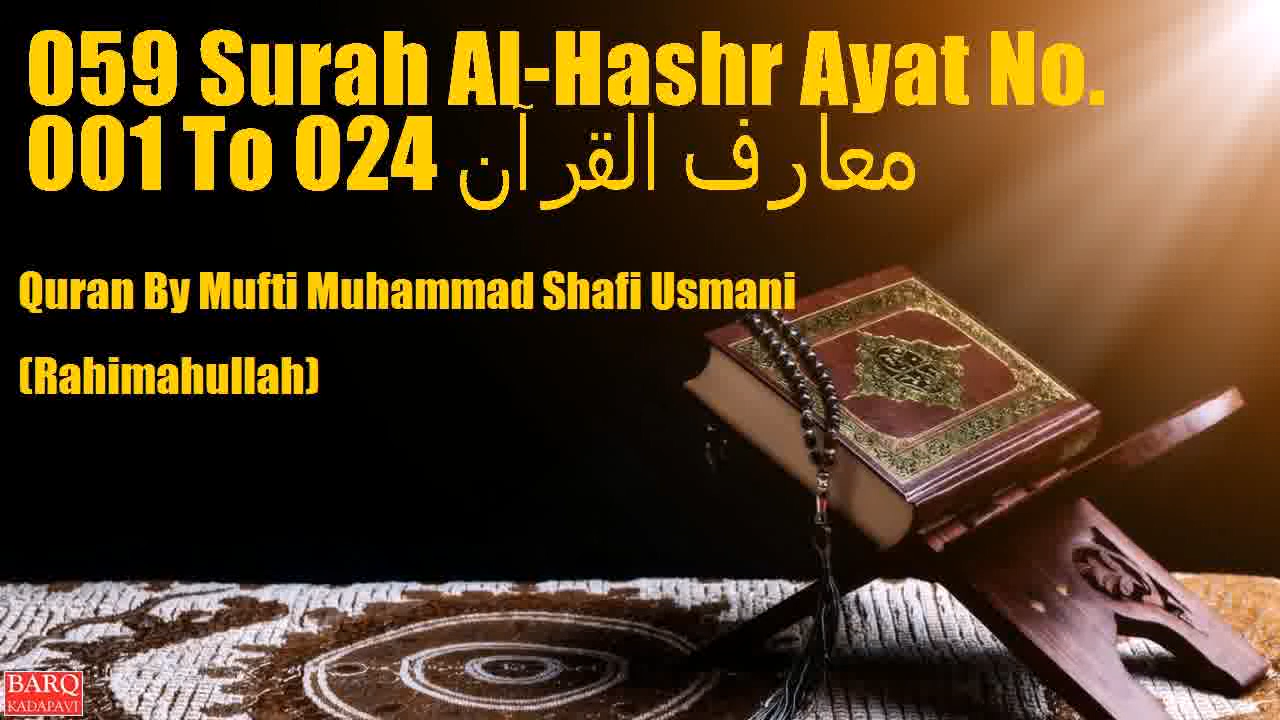 059 Surah Al-Hashr Ayat No.
001 To 024 معارف القرآن
Quran By Mufti Muhammad Shafi Usmani
(Rahimahullah)
BARQ
KADAPAVI